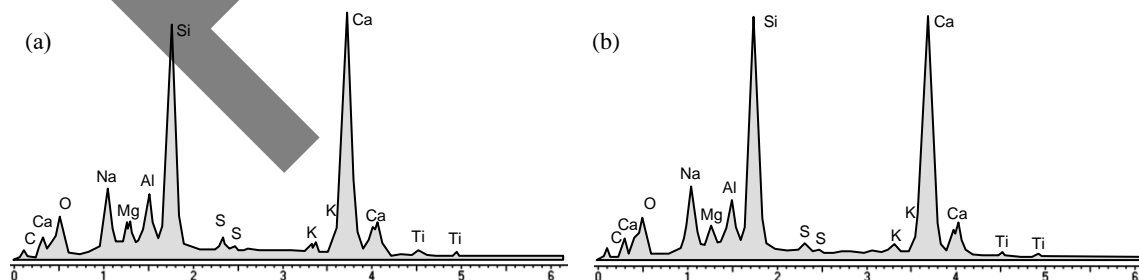 (a)
C Ca O Na Mg Al Si S S K K Ca Ca Ti Ti
0 1 2 3 4 5 6
(b)
C Ca O Na Mg Al Si S S K K Ca Ca Ti Ti
0 1 2 3 4 5 6